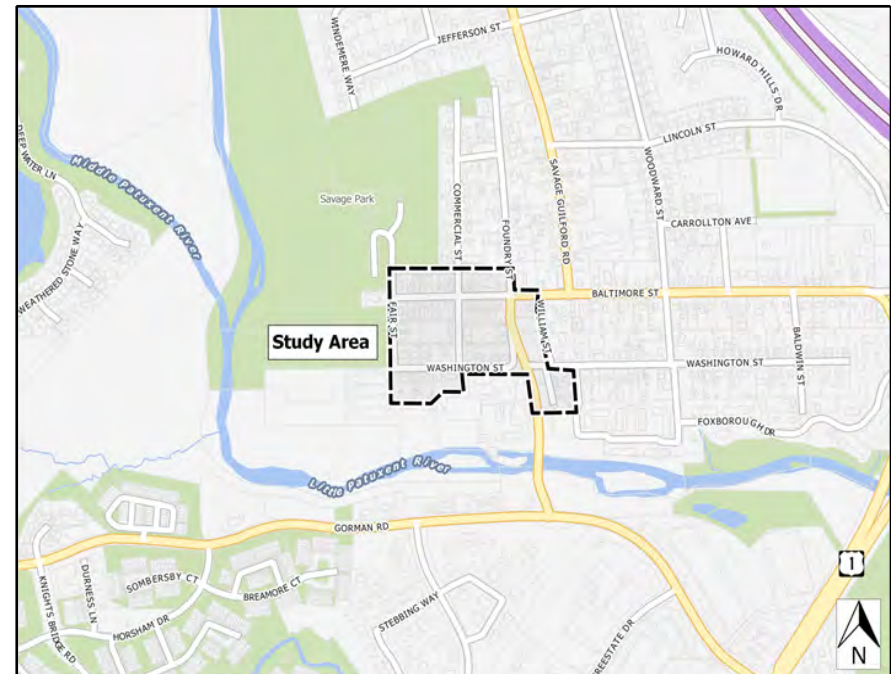 WINDEMERE WAY
JEFFERSON ST
HOWARD HILLS DR
LINCOLN ST
DEEP WATER LN
Middle Patuxent River
SAVAGE GUILFORD RD
WOODWARD ST
COMMERCIAL ST
FOUNDRY ST
Savage Park
CARROLLTON AVE
WEATHERED STONE WAY
FAIR ST
BALTIMORE ST
WILLIAM ST
Study Area
WASHINGTON ST
WASHINGTON ST
BALDWIN ST
FOXBOROUGH DR
Little Patuxent River
GORMAN RD
1
KNIGHTS BRIDGE RD
DURNESS LN
SOMBERSBY CT
BREAMORE CT
HORSHAM DR
STEBBING WAY
REESTATE DR
N